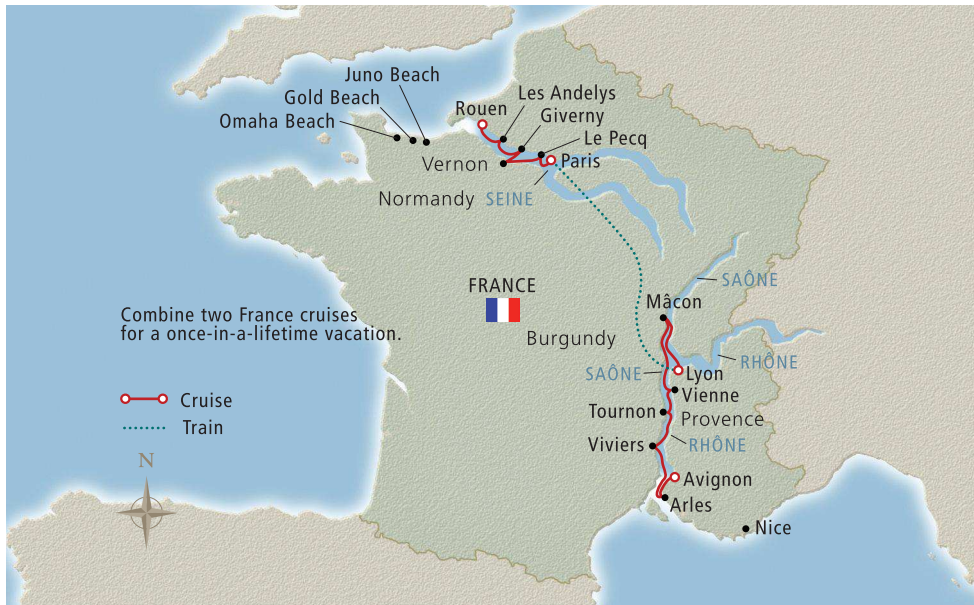 Juno Beach
Gold Beach
Omaha Beach
Rouen
Les Andelys
Giverny
Le Pecq
Vernon
Paris
Normandy
SEINE
FRANCE
SAÔNE
Mâcon
Combine two France cruises
for a once-in-a-lifetime vacation.
Burgundy
RHÔNE
SAÔNE
Lyon
Vienne
Cruise
Tournon
Provence
Train
Viviers
RHÔNE
N
Avignon
Arles
Nice